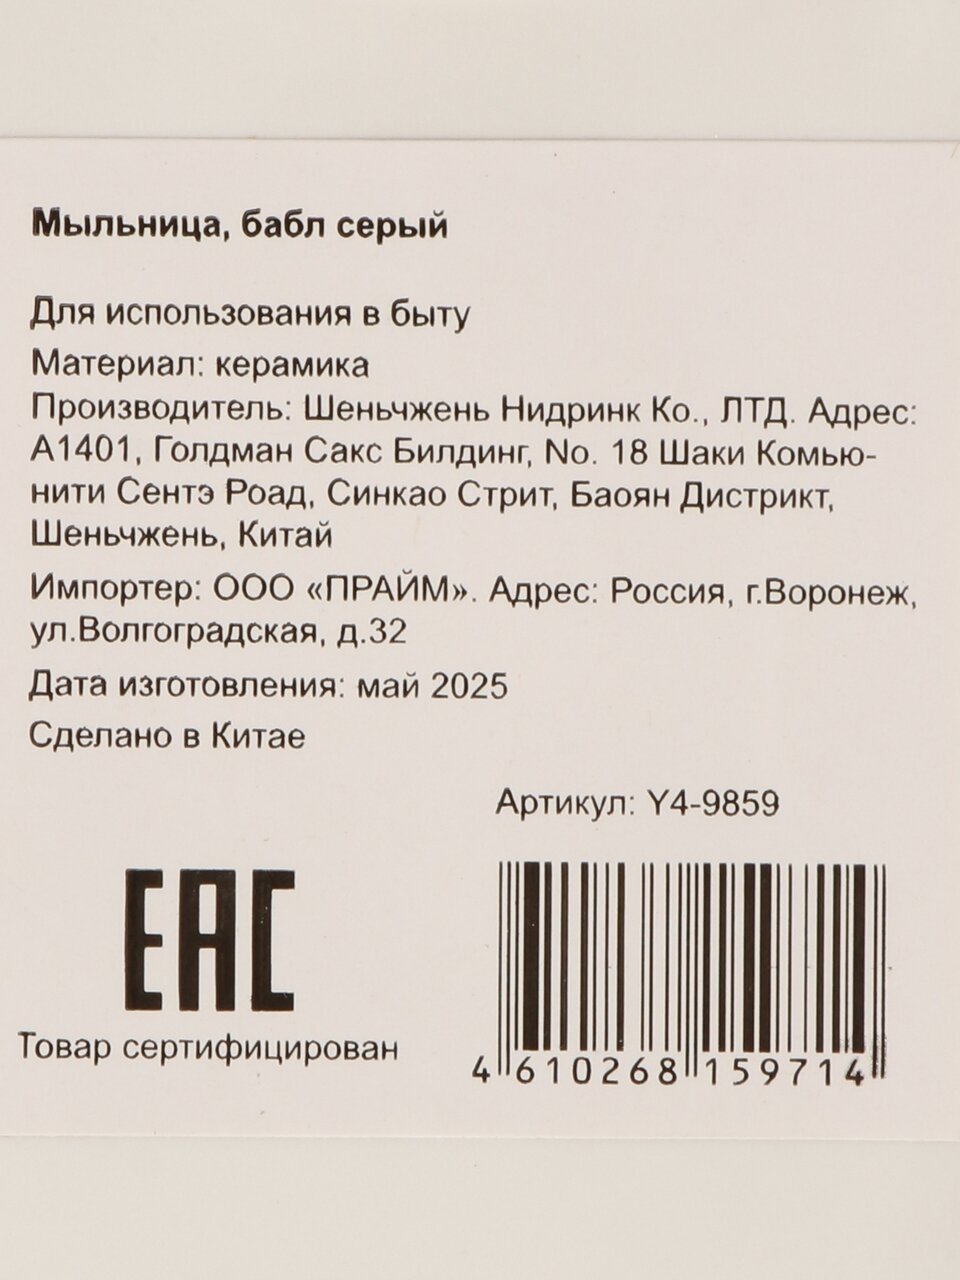 Мыльница, бабл серый
Для использования в быту
Материал: керамика
Производитель: Шеньчжень Нидринк Ко., ЛТД. Адрес:
А1401, Голдман Сакс Билдинг, No. 18 Шаки Комью-
нити Сентэ Роад, Синкао Стрит, Баоян Дистрикт,
Шеньчжень, Китай
Импортер: ООО «ПРАЙМ». Адрес: Россия, г.Воронеж,
ул.Волгоградская, д.32
Дата изготовления: май 2025
Сделано в Китае
Артикул: Y4-9859
EAC
Товар сертифицирован
4 610268 159714